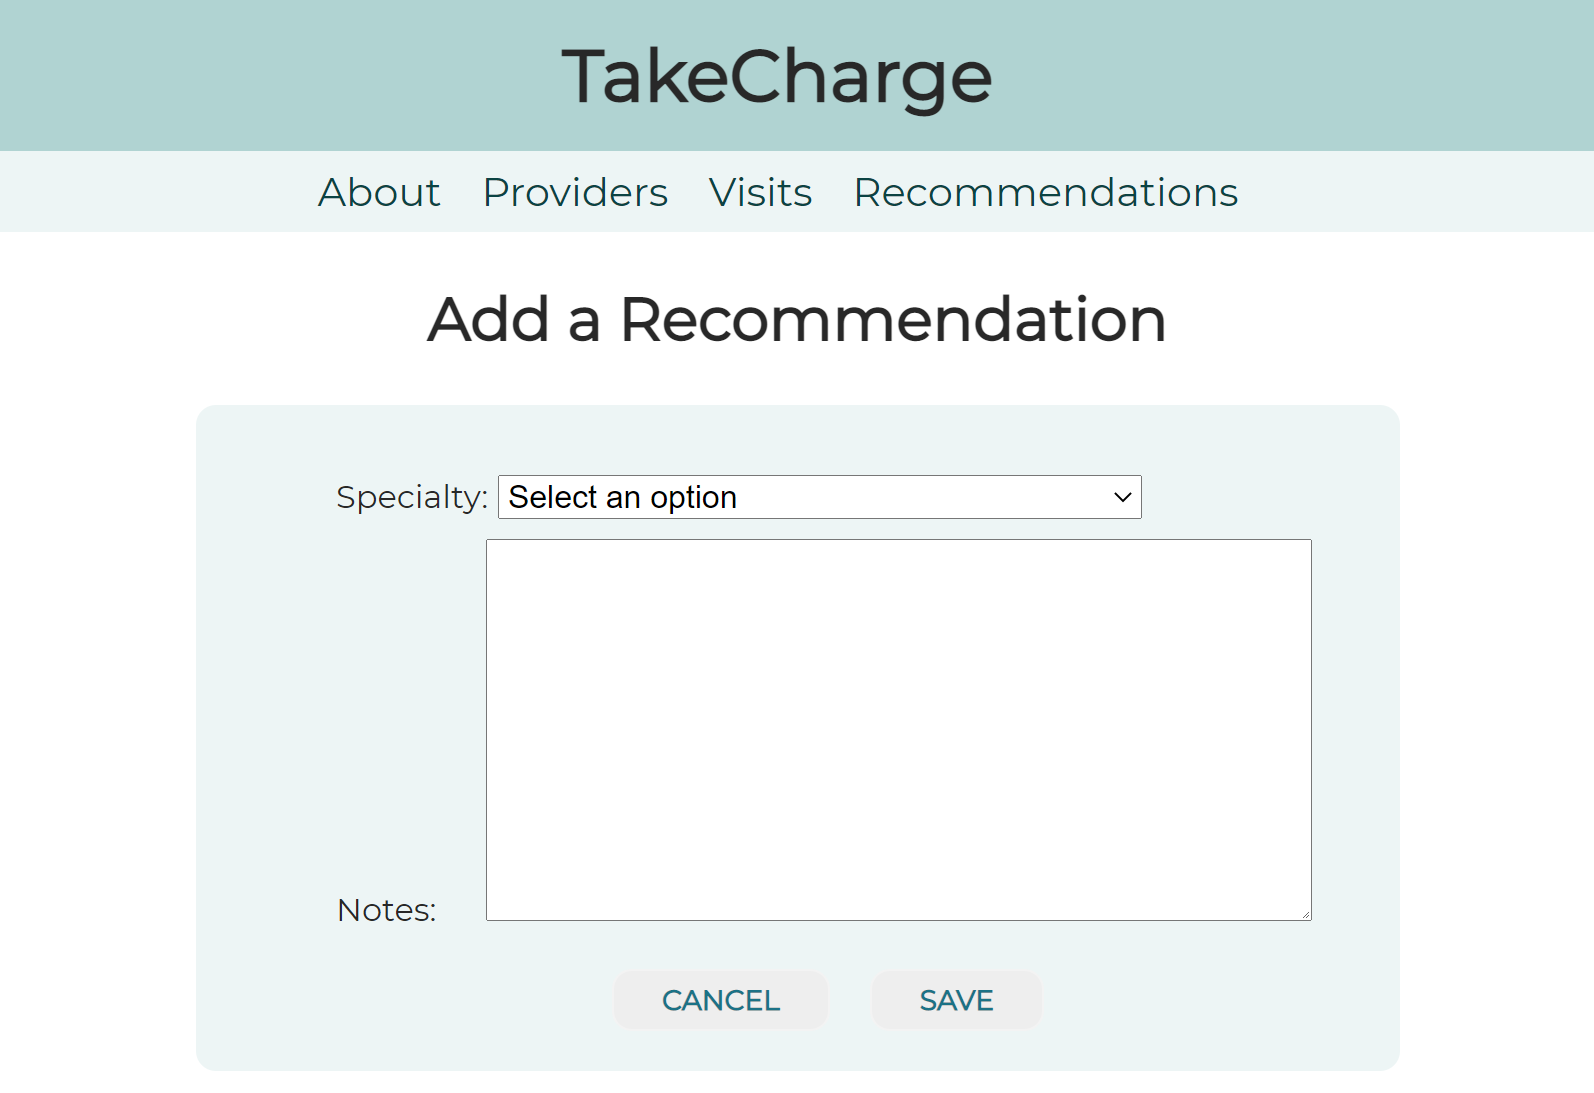 TakeCharge
About Providers Visits Recommendations
Add a Recommendation
Specialty: Select an option
Notes:
CANCEL SAVE